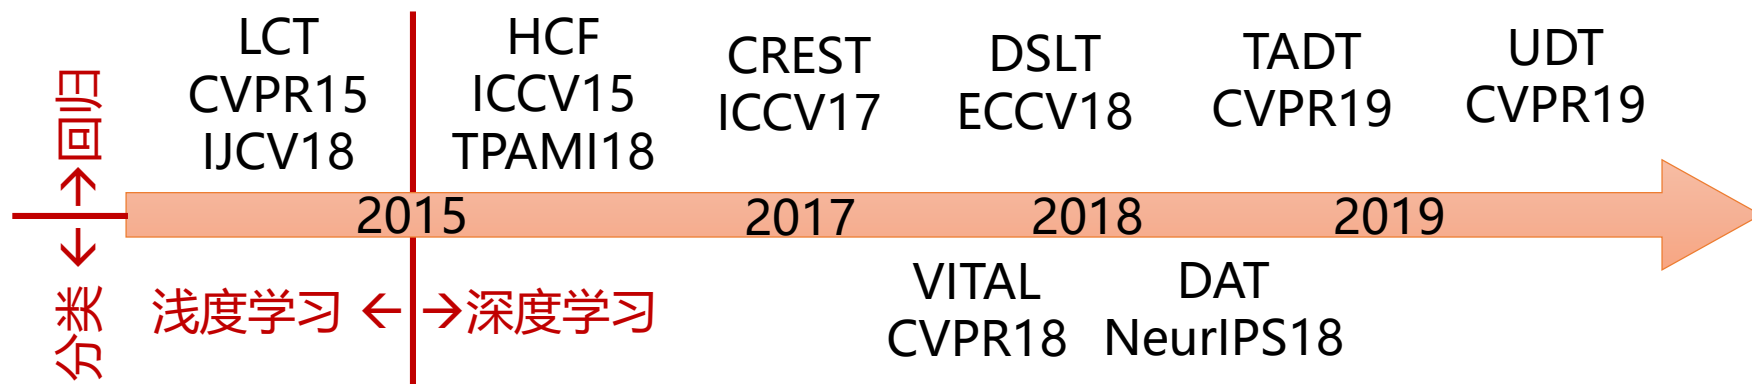 LCT
CVPR15
IJCV18
HCF
ICCV15
TPAMI18
CREST
ICCV17
DSLT
ECCV18
TADT
CVPR19
UDT
CVPR19
分类 ← → 回归
2015
2017
2018
2019
浅度学习 ← → 深度学习
VITAL
CVPR18
DAT
NeurIPS18